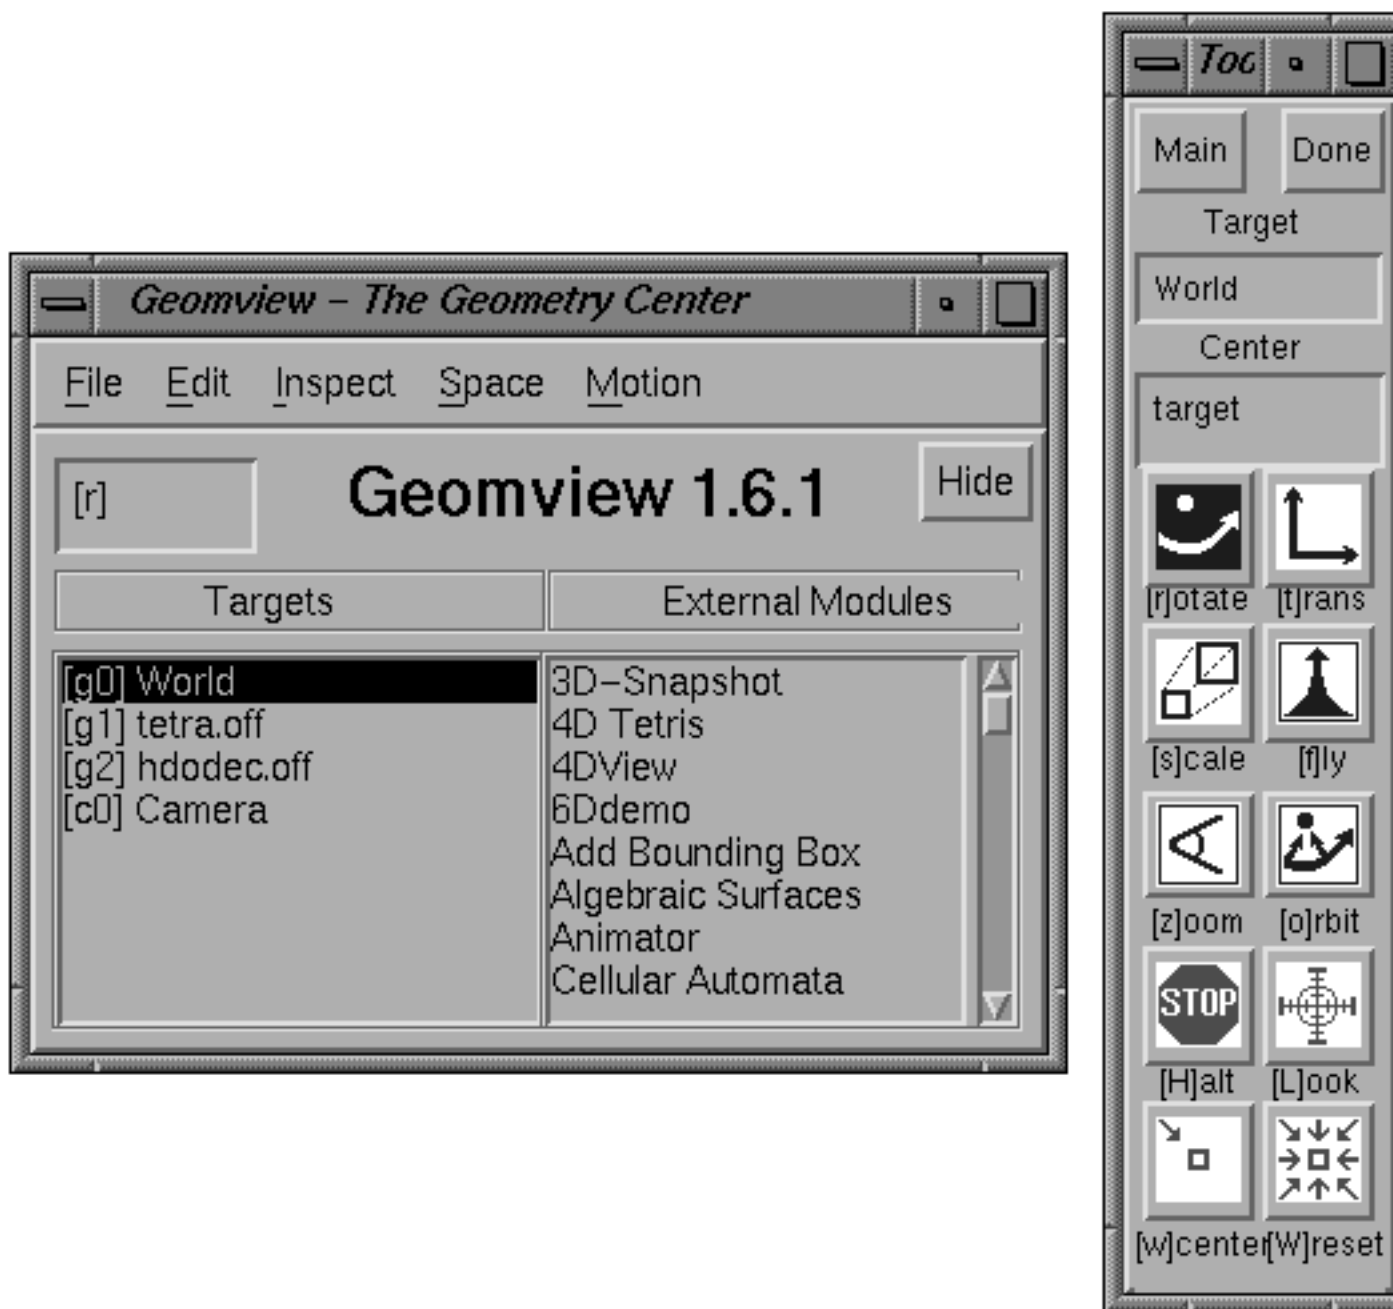 Geomview – The Geometry Center
File Edit Inspect Space Motion
[r] Geomview 1.6.1 Hide
Targets External Modules
[g0] World
[g1] tetra.off
[g2] hdodec.off
[c0] Camera
3D–Snapshot
4D Tetris
4DView
6Ddemo
Add Bounding Box
Algebraic Surfaces
Animator
Cellular Automata
Too
Main Done
Target
World
Center
target
[r]otate [t]rans
[s]cale [f]ly
[z]oom [o]rbit
STOP
[H]alt [L]ook
[w]center [W]reset